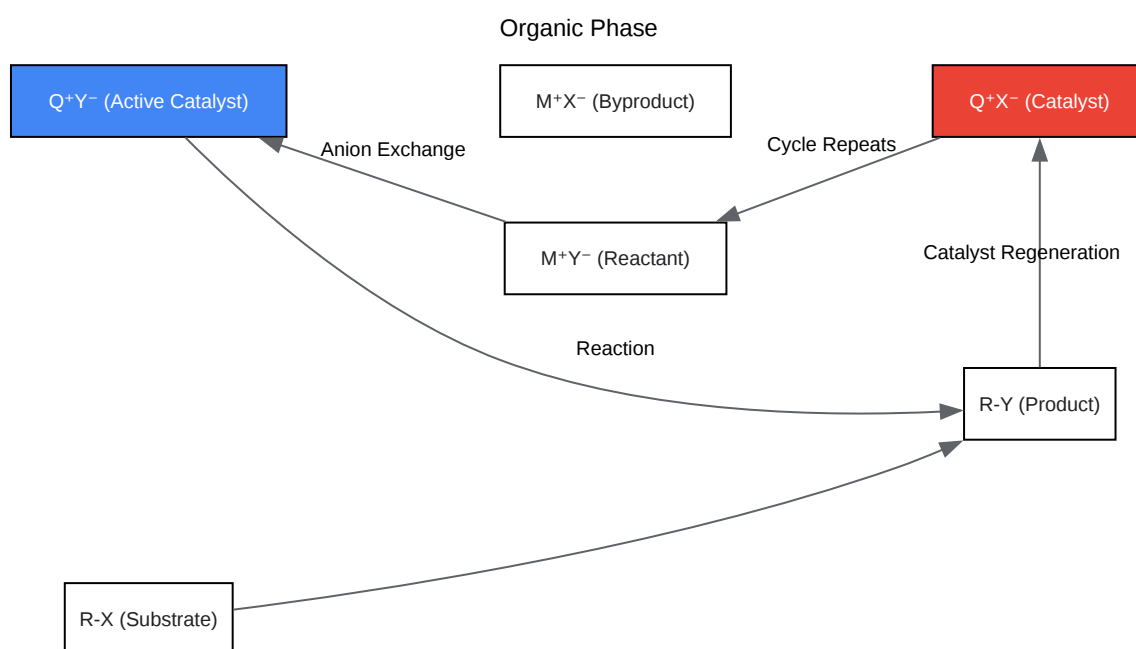 Organic Phase
Q⁺Y⁻ (Active Catalyst)
M⁺X⁻ (Byproduct)
Q⁺X⁻ (Catalyst)
Anion Exchange
Cycle Repeats
M⁺Y⁻ (Reactant)
Catalyst Regeneration
Reaction
R-Y (Product)
R-X (Substrate)